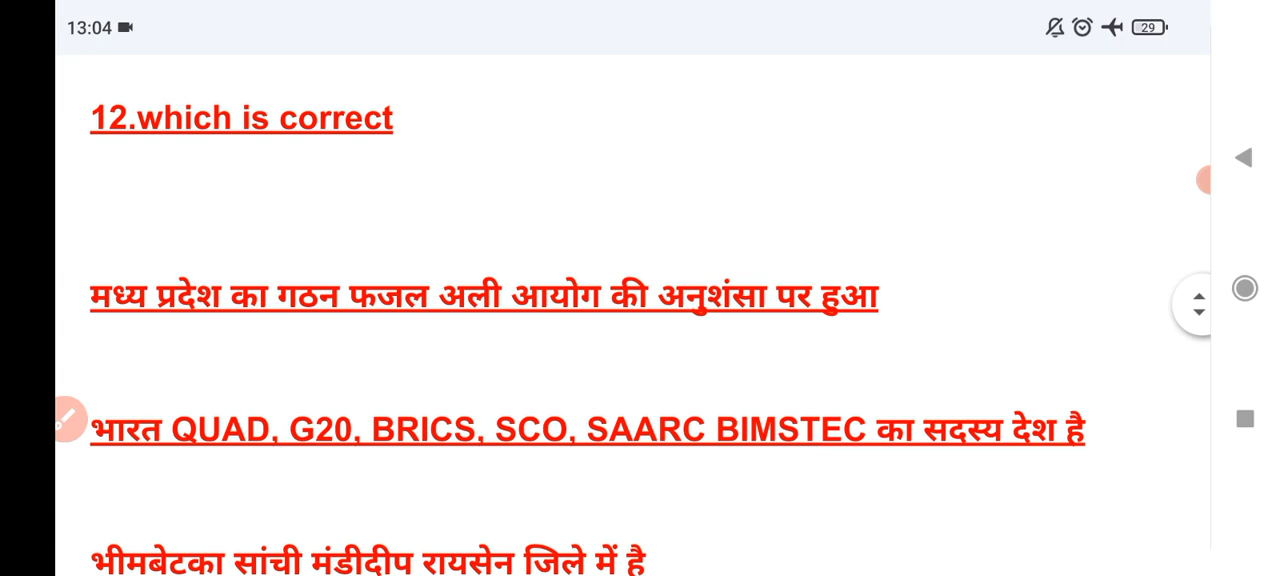 13:04
29
12.which is correct
मध्य प्रदेश का गठन फजल अली आयोग की अनुशंसा पर हुआ
भारत QUAD, G20, BRICS, SCO, SAARC BIMSTEC का सदस्य देश है
भीमबेटका सांची मंडीदीप रायसेन जिले में है